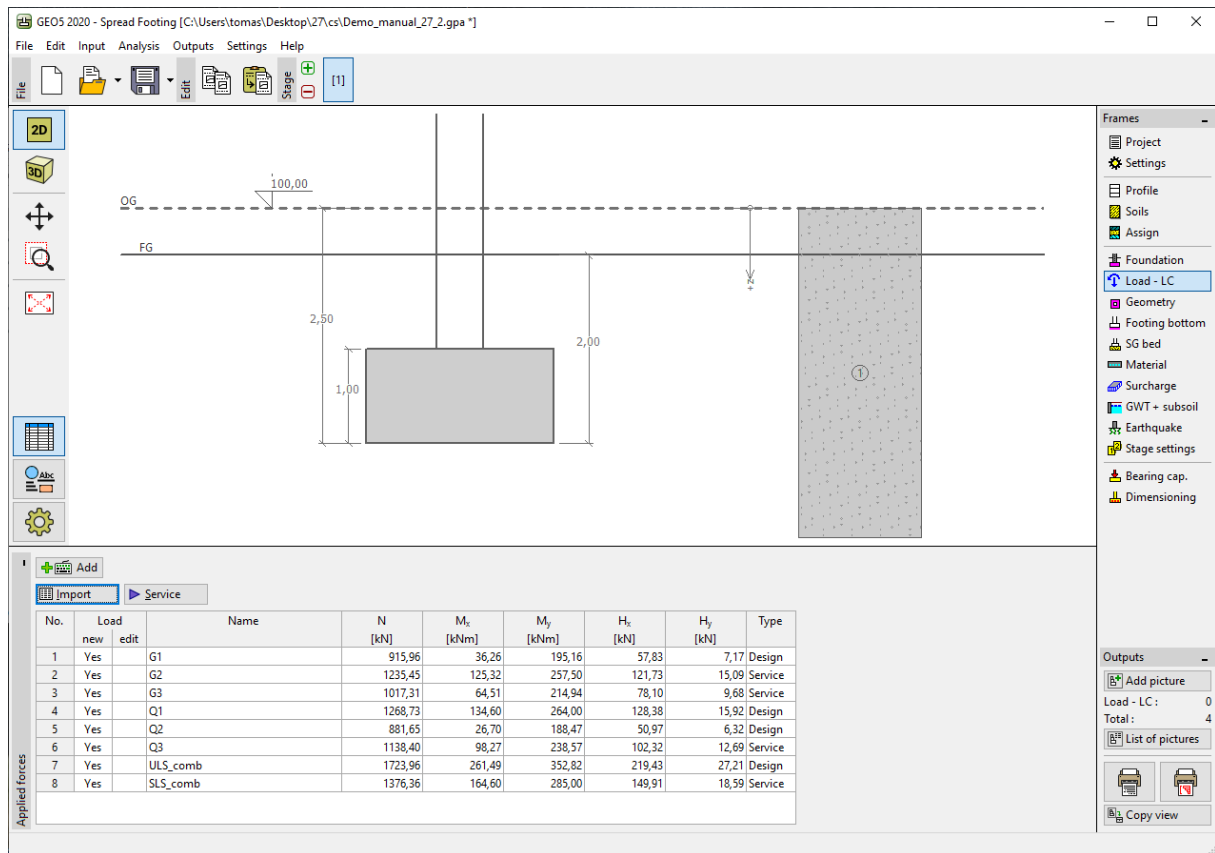 GEO5 2020 - Spread Footing [C:\Users\tomas\Desktop\27\cs\Demo_manual_27_2.gpa *]
File Edit Input Analysis Outputs Settings Help
File Edit Stage [1]
2D
3D
Abc
100,00
OG
FG
2,50
2,00
1,00
+z
1
Frames
Project
Settings
Profile
Soils
Assign
Foundation
Load - LC
Geometry
Footing bottom
SG bed
Material
Surcharge
GWT + subsoil
Earthquake
Stage settings
Bearing cap.
Dimensioning
Applied forces
Add
Import Service
No. Load Name N Mx My Hx Hy Type
new edit [kN] [kNm] [kNm] [kN] [kN]
1 Yes G1 915,96 36,26 195,16 57,83 7,17 Design
2 Yes G2 1235,45 125,32 257,50 121,73 15,09 Service
3 Yes G3 1017,31 64,51 214,94 78,10 9,68 Service
4 Yes Q1 1268,73 134,60 264,00 128,38 15,92 Design
5 Yes Q2 881,65 26,70 188,47 50,97 6,32 Design
6 Yes Q3 1138,40 98,27 238,57 102,32 12,69 Service
7 Yes ULS_comb 1723,96 261,49 352,82 219,43 27,21 Design
8 Yes SLS_comb 1376,36 164,60 285,00 149,91 18,59 Service
Outputs
Add picture
Load - LC : 0
Total : 4
List of pictures
Copy view